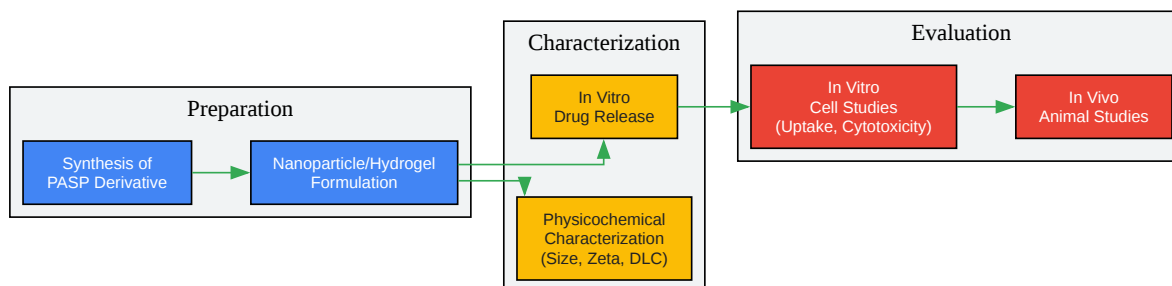 Preparation
Synthesis of
PASP Derivative
Nanoparticle/Hydrogel
Formulation
Characterization
In Vitro
Drug Release
Physicochemical
Characterization
(Size, Zeta, DLC)
Evaluation
In Vitro
Cell Studies
(Uptake, Cytotoxicity)
In Vivo
Animal Studies